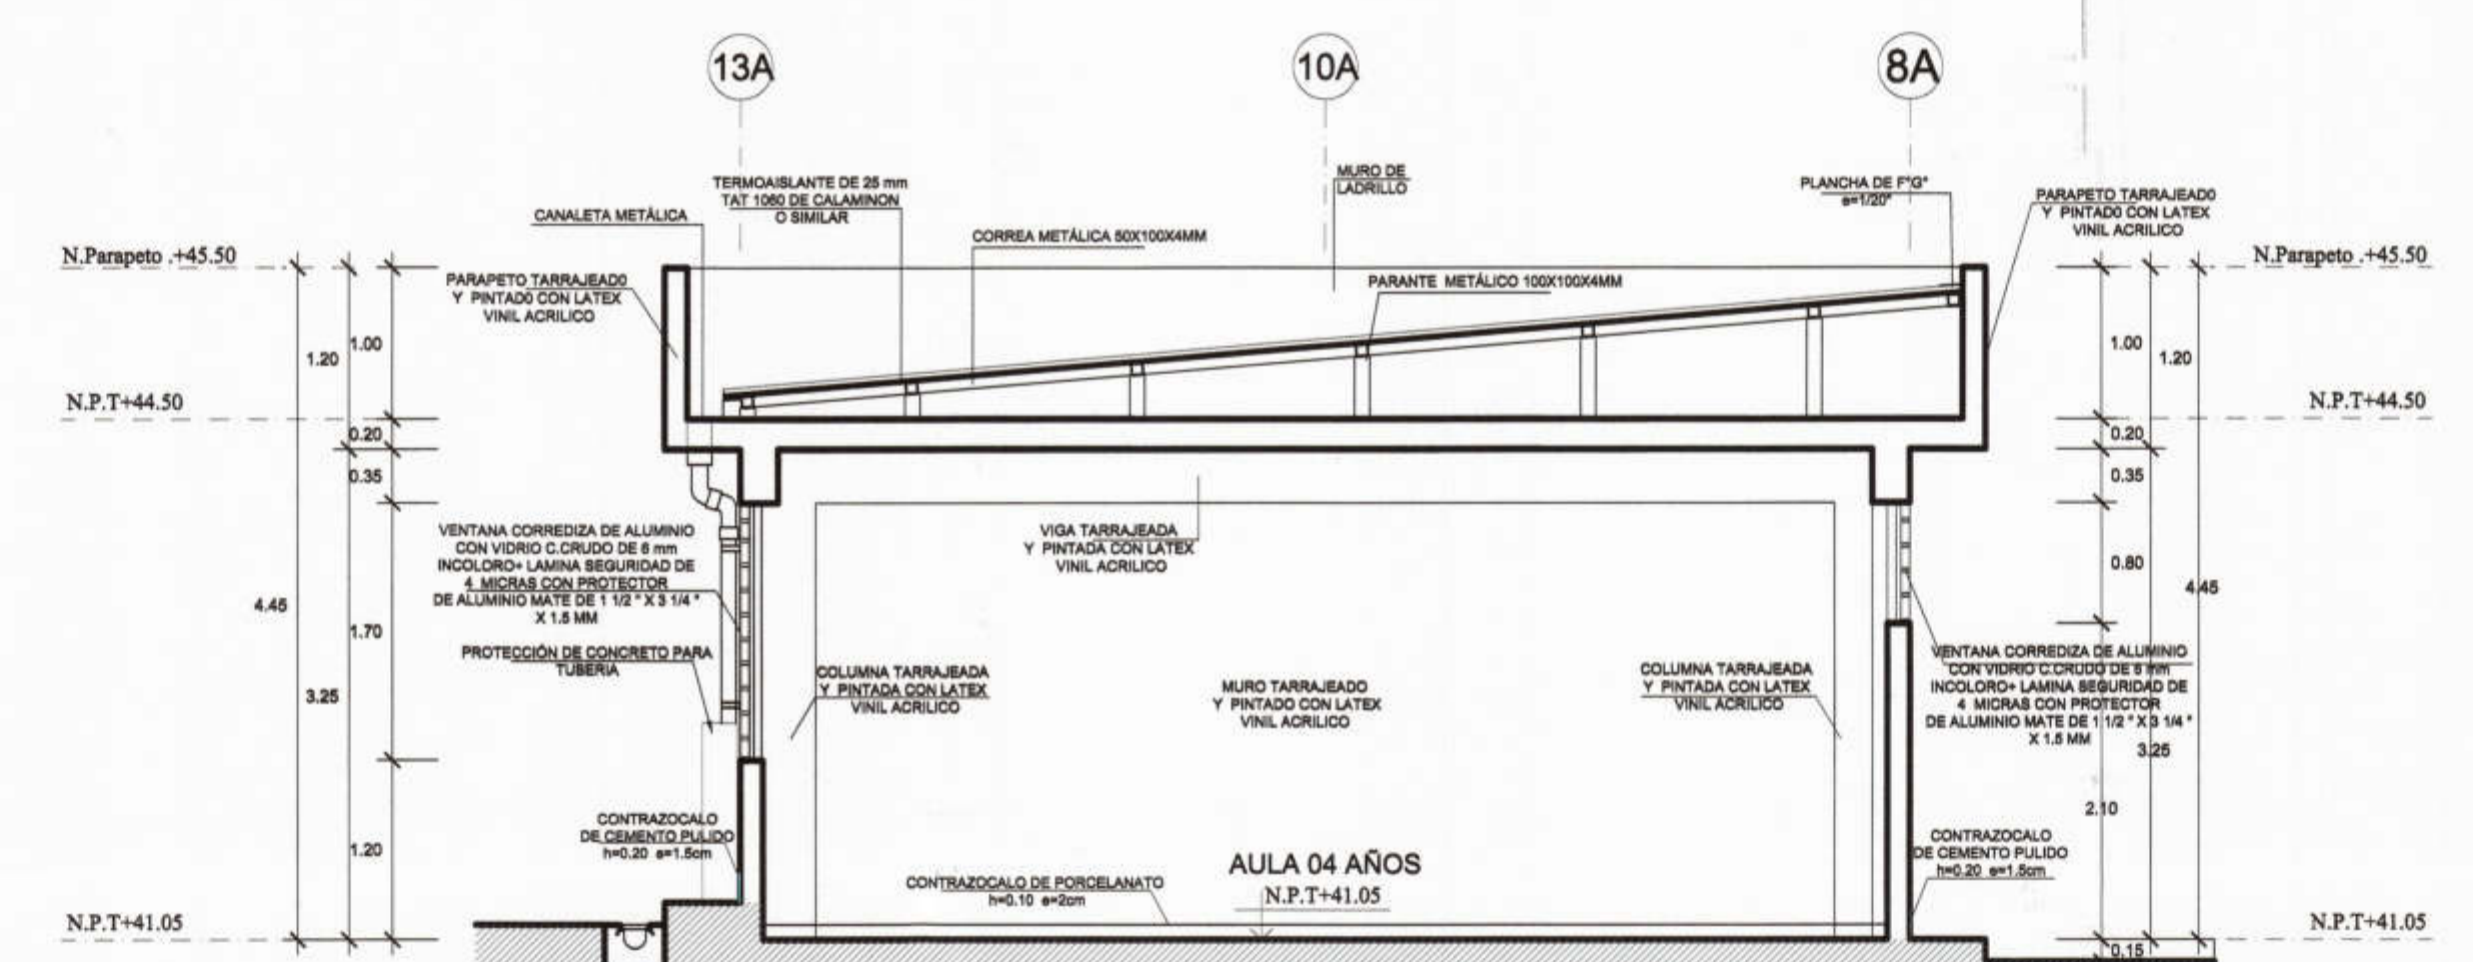 13A
10A
8A
TERMOAISLANTE DE 25 mm
TAT 1060 DE CALAMINON
O SIMILAR
CANALETA METÁLICA
CORREA METÁLICA 50X100X4MM
MURO DE
LADRILLO
PLANCHA DE F°G°
e=1/20"
PARAPETO TARRAJEADO
Y PINTADO CON LATEX
VINIL ACRILICO
N.Parapeto .+45.50
N.Parapeto .+45.50
PARAPETO TARRAJEADO
Y PINTADO CON LATEX
VINIL ACRILICO
PARANTE METÁLICO 100X100X4MM
1.20
1.00
1.00
1.20
N.P.T+44.50
N.P.T+44.50
0.20
0.20
0.35
0.35
VENTANA CORREDIZA DE ALUMINIO
CON VIDRIO C.CRUDO DE 6 mm
INCOLORO+ LAMINA SEGURIDAD DE
4 MICRAS CON PROTECTOR
DE ALUMINIO MATE DE 1 1/2 " X 3 1/4 "
X 1.5 MM
VIGA TARRAJEADA
Y PINTADA CON LATEX
VINIL ACRILICO
0.80
4.45
4.45
1.70
PROTECCIÓN DE CONCRETO PARA
TUBERIA
3.25
COLUMNA TARRAJEADA
Y PINTADA CON LATEX
VINIL ACRILICO
MURO TARRAJEADO
Y PINTADO CON LATEX
VINIL ACRILICO
COLUMNA TARRAJEADA
Y PINTADA CON LATEX
VINIL ACRILICO
VENTANA CORREDIZA DE ALUMINIO
CON VIDRIO C.CRUDO DE 6 mm
INCOLORO+ LAMINA SEGURIDAD DE
4 MICRAS CON PROTECTOR
DE ALUMINIO MATE DE 1 1/2 " X 3 1/4 "
X 1.5 MM
3.25
2.10
1.20
CONTRAZOCALO
DE CEMENTO PULIDO
h=0.20 e=1.5cm
CONTRAZOCALO DE PORCELANATO
h=0.10 e=2cm
AULA 04 AÑOS
N.P.T+41.05
CONTRAZOCALO
DE CEMENTO PULIDO
h=0.20 e=1.5cm
N.P.T+41.05
N.P.T+41.05
0.15